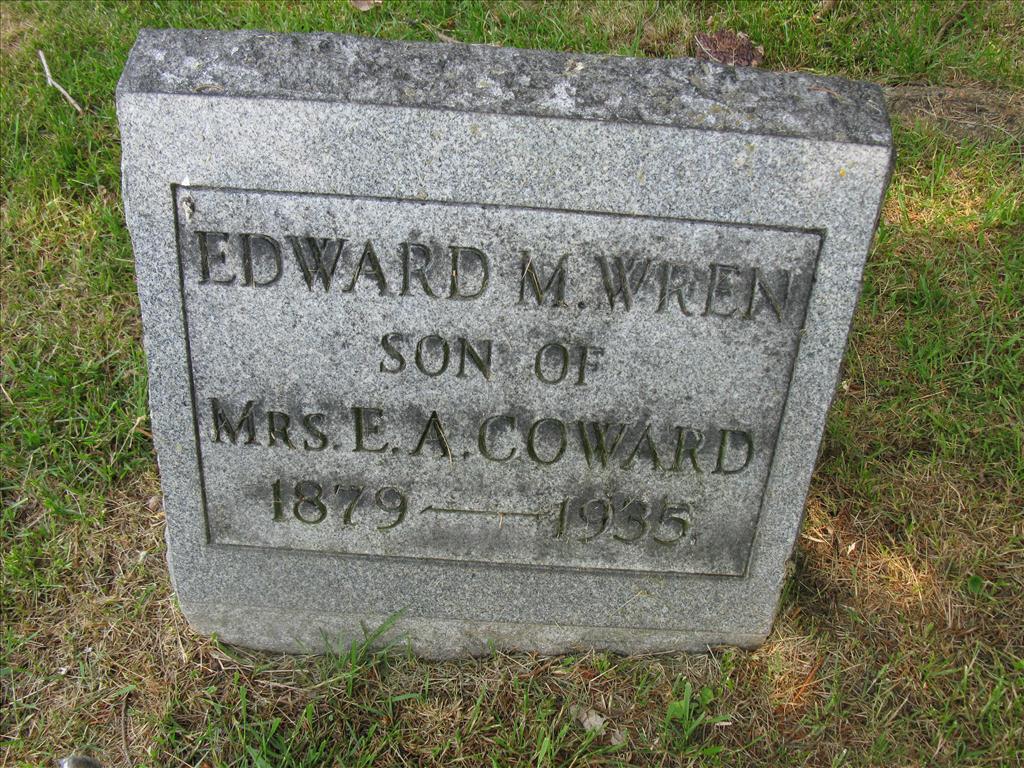 EDWARD M. WREN
SON OF
MRS. E. A. COWARD
1879 — 1935.